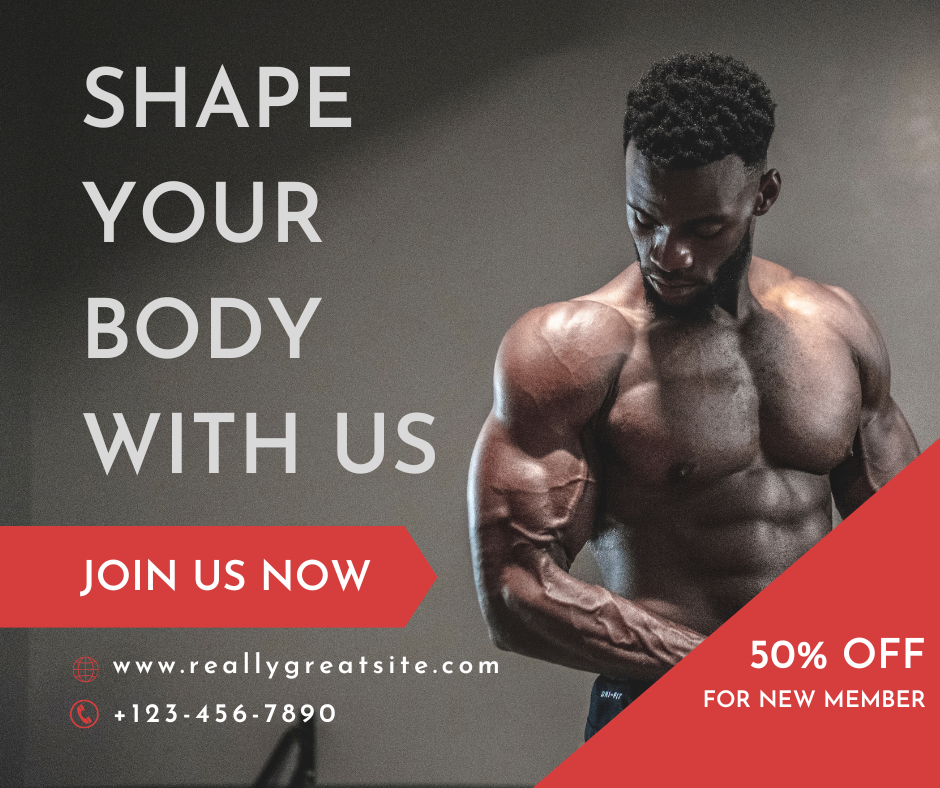 SHAPE
YOUR
BODY
WITH US
JOIN US NOW
www.reallygreatsite.com
+123-456-7890
50% OFF
FOR NEW MEMBER